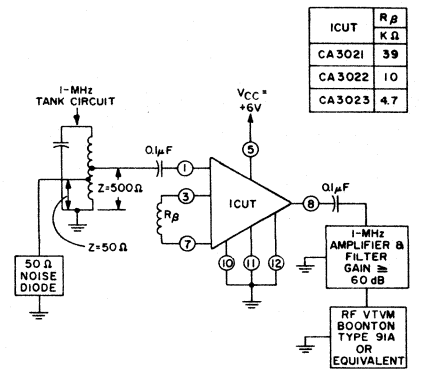 ICUT Rβ
KΩ
CA3021 39
CA3022 10
CA3023 4.7
1-MHz
TANK CIRCUIT
VCC =
+6V
0.1μF
Z=500Ω
Z=50Ω
50Ω
NOISE
DIODE
1
3
Rβ
7
5
ICUT
8
10
11
12
0.1μF
1-MHz
AMPLIFIER &
FILTER
GAIN ≅
60 dB
RF VTVM
BOONTON
TYPE 91A
OR
EQUIVALENT